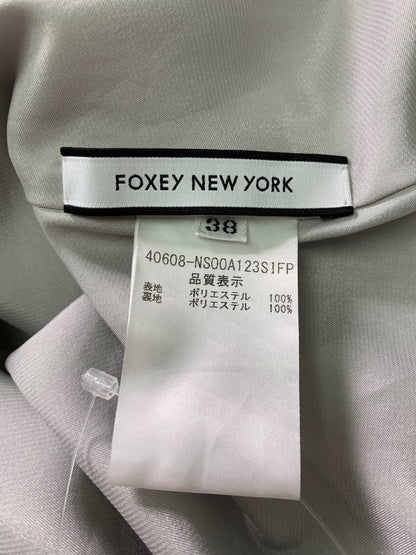 FOXEY NEW YORK
38
40608-NS00A123SIFP
品質表示
表地 ポリエステル 100%
裏地 ポリエステル 100%